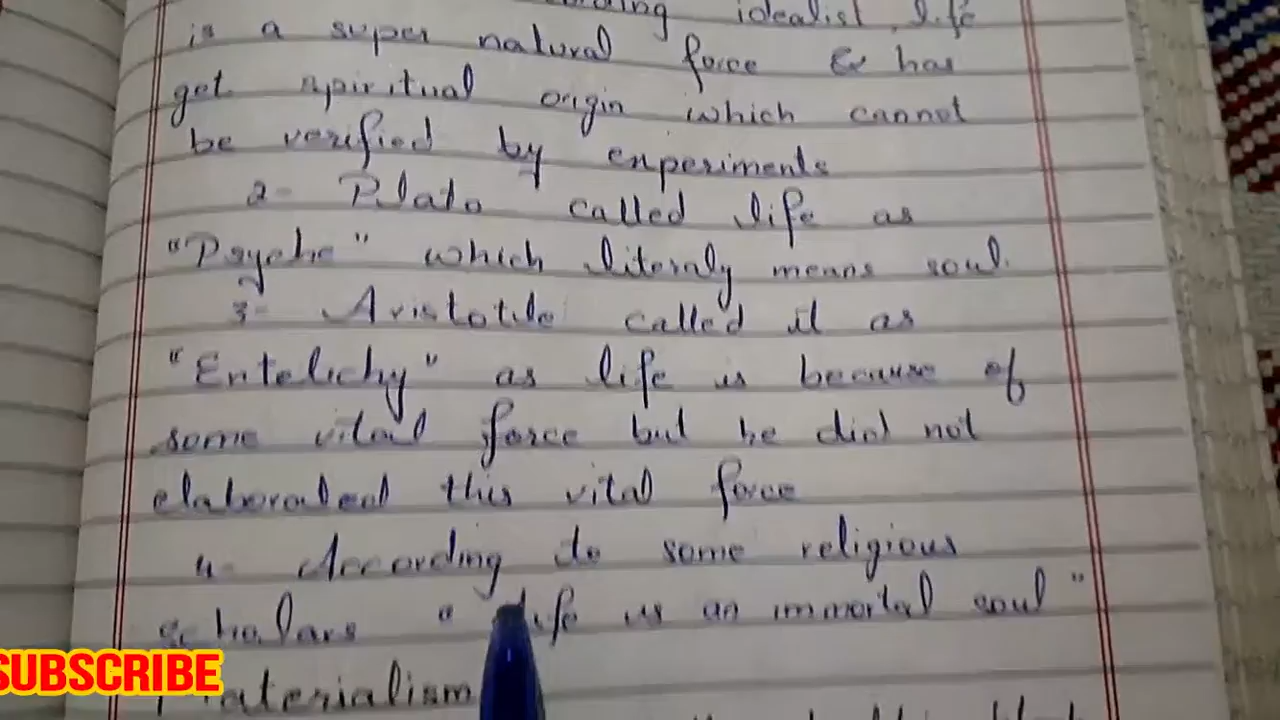 idealist life
is a super natural force & has
got spiritual origin which cannot
be verified by experiments
2- Plato called life as
"Psyche" which literaly means soul.
3- Aristotle called it as
"Entelichy" as life is because of
some vital force but he did not
elaborated this vital force
4- According to some religious
scholars "Life is an immortal soul"
SUBSCRIBE
Materialism